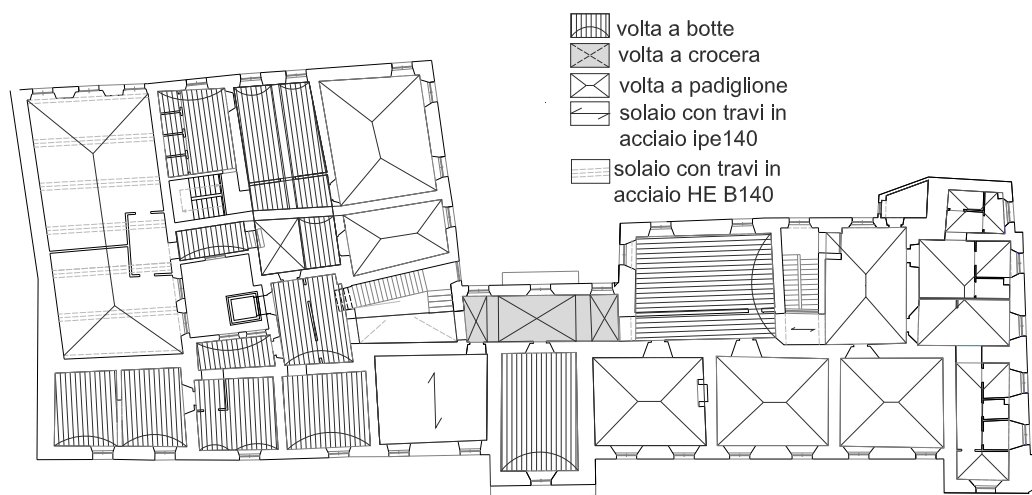 volta a botte
volta a crocera
volta a padiglione
solaio con travi in
acciaio ipe140
solaio con travi in
acciaio HE B140